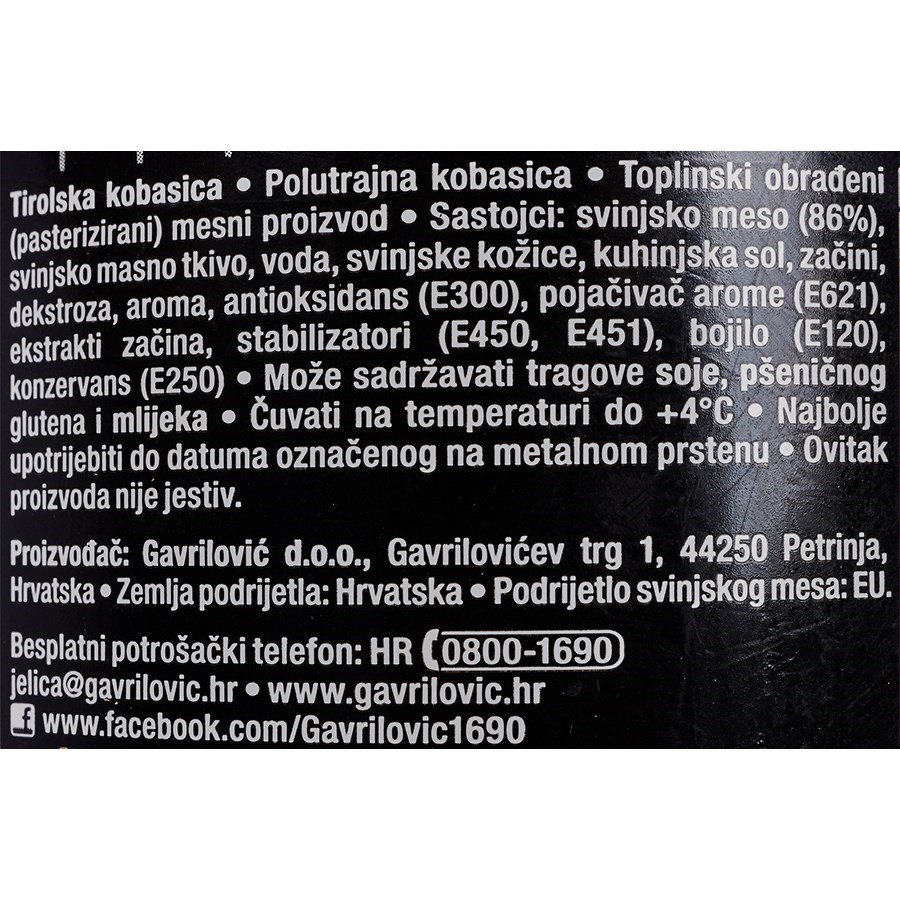 Tirolska kobasica • Polutrajna kobasica • Toplinski obrađeni
(pasterizirani) mesni proizvod • Sastojci: svinjsko meso (86%),
svinjsko masno tkivo, voda, svinjske kožice, kuhinjska sol, začini,
dekstroza, aroma, antioksidans (E300), pojačivač arome (E621),
ekstrakti začina, stabilizatori (E450, E451), bojilo (E120),
konzervans (E250) • Može sadržavati tragove soje, pšeničnog
glutena i mlijeka • Čuvati na temperaturi do +4°C • Najbolje
upotrijebiti do datuma označenog na metalnom prstenu • Ovitak
proizvoda nije jestiv.
Proizvođač: Gavrilović d.o.o., Gavrilovićev trg 1, 44250 Petrinja,
Hrvatska • Zemlja podrijetla: Hrvatska • Podrijetlo svinjskog mesa: EU.
Besplatni potrošački telefon: HR 0800-1690
jelica@gavrilovic.hr • www.gavrilovic.hr
f www.facebook.com/Gavrilovic1690